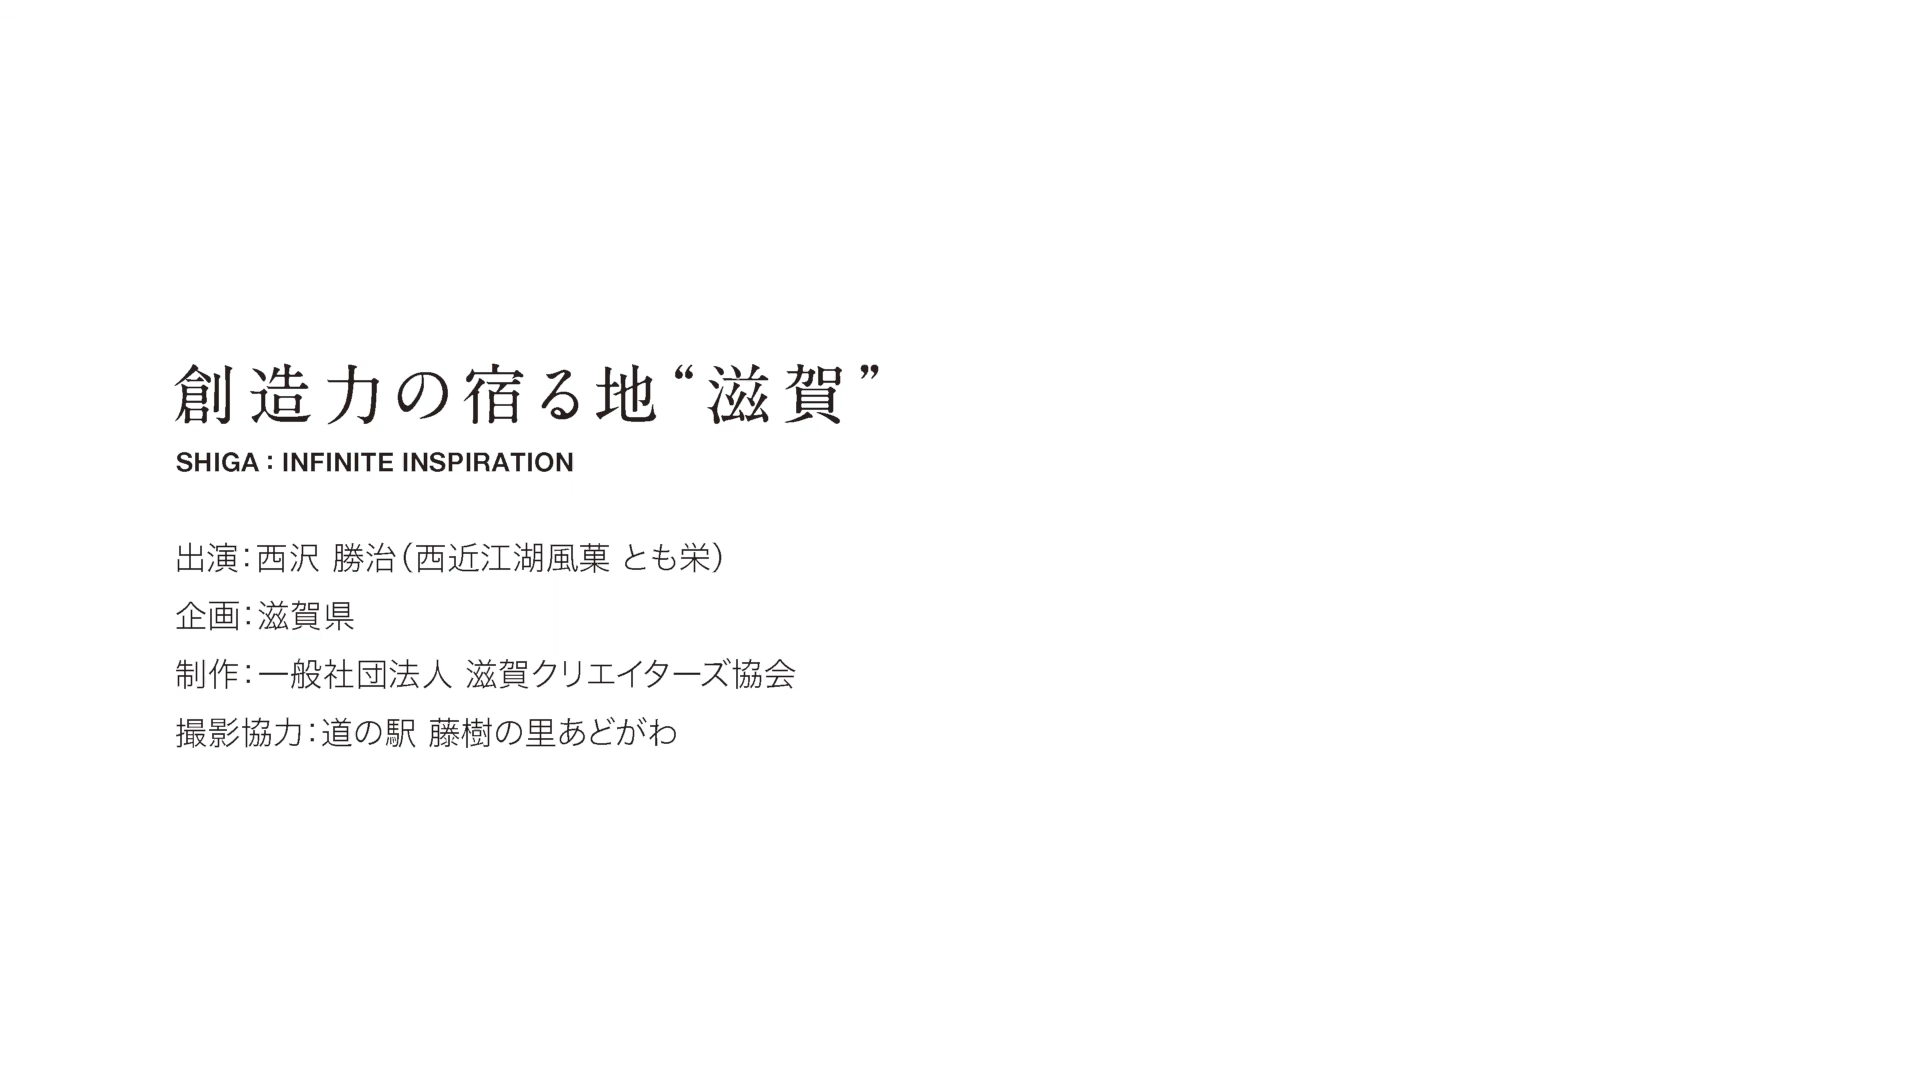 創造力の宿る地“滋賀”
SHIGA : INFINITE INSPIRATION
出演：西沢 勝治（西近江湖風菓 とも栄）
企画：滋賀県
制作：一般社団法人 滋賀クリエイターズ協会
撮影協力：道の駅 藤樹の里あどがわ